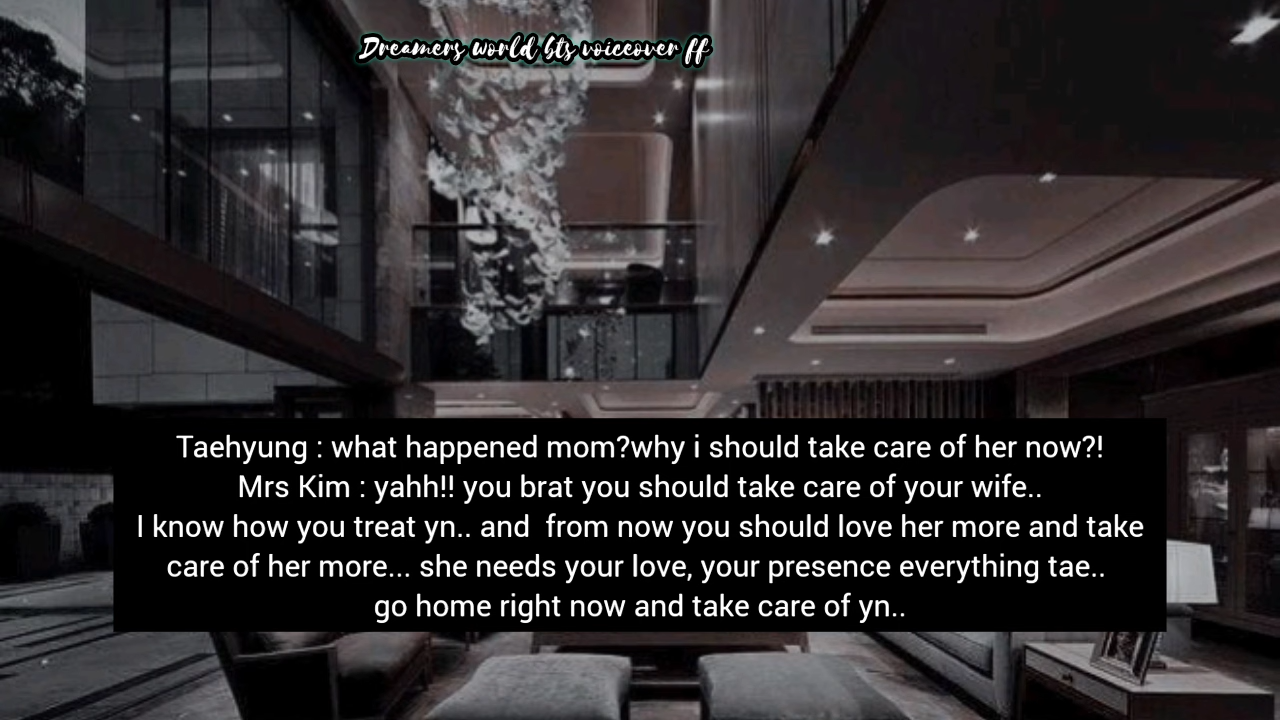 Dreamers world bts voiceover ff
Taehyung : what happened mom?why i should take care of her now?!
Mrs Kim : yahh!! you brat you should take care of your wife..
I know how you treat yn.. and  from now you should love her more and take
care of her more... she needs your love, your presence everything tae..
go home right now and take care of yn..